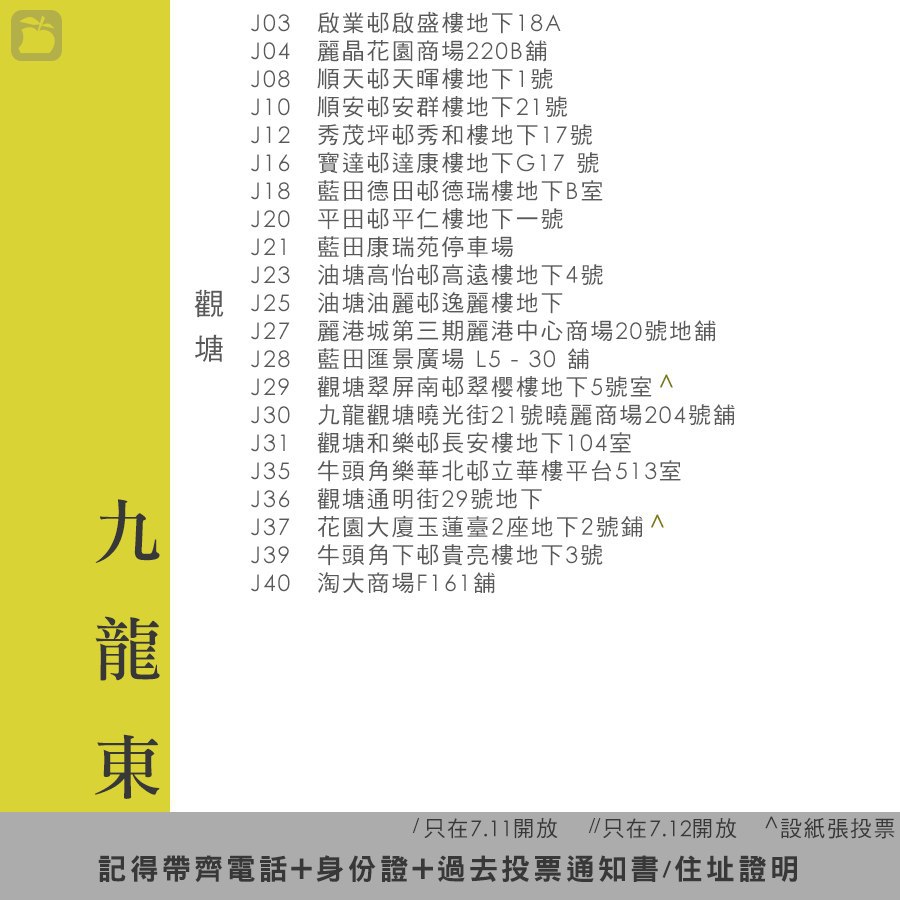 J03 啟業邨啟盛樓地下18A
J04 麗晶花園商場220B舖
J08 順天邨天暉樓地下1號
J10 順安邨安群樓地下21號
J12 秀茂坪邨秀和樓地下17號
J16 寶達邨達康樓地下G17 號
J18 藍田德田邨德瑞樓地下B室
J20 平田邨平仁樓地下一號
J21 藍田康瑞苑停車場
J23 油塘高怡邨高遠樓地下4號
J25 油塘油麗邨逸麗樓地下
J27 麗港城第三期麗港中心商場20號地舖
J28 藍田匯景廣場 L5 - 30 舖
J29 觀塘翠屏南邨翠櫻樓地下5號室 ^
J30 九龍觀塘曉光街21號曉麗商場204號舖
J31 觀塘和樂邨長安樓地下104室
J35 牛頭角樂華北邨立華樓平台513室
J36 觀塘通明街29號地下
J37 花園大廈玉蓮臺2座地下2號鋪 ^
J39 牛頭角下邨貴亮樓地下3號
J40 淘大商場F161舖
觀塘
九龍東
/只在7.11開放 //只在7.12開放 ^設紙張投票
記得帶齊電話+身份證+過去投票通知書/住址證明